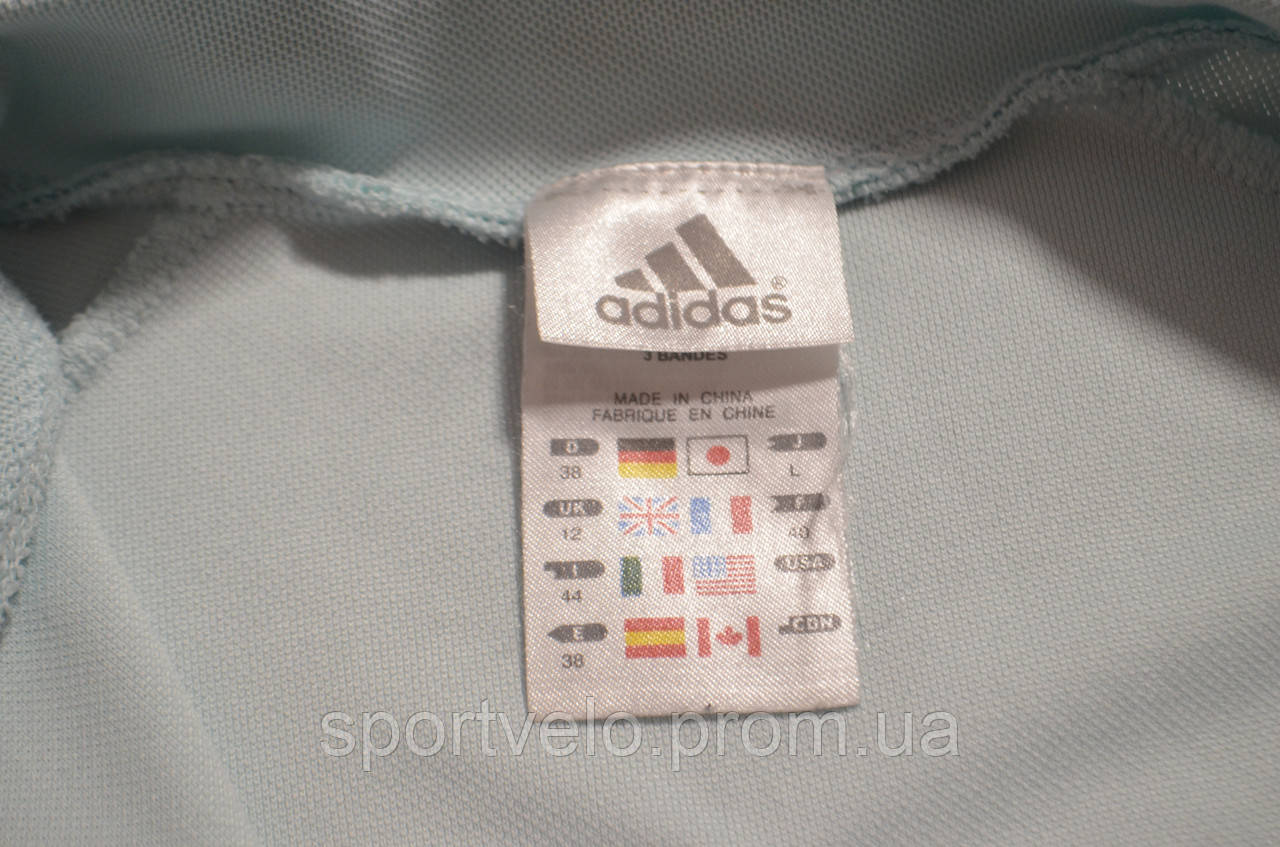 adidas®
3 BANDES
MADE IN CHINA
FABRIQUE EN CHINE
D J
38 L
UK F
12 40
I USA
44
E CDN
38
sportvelo.prom.ua